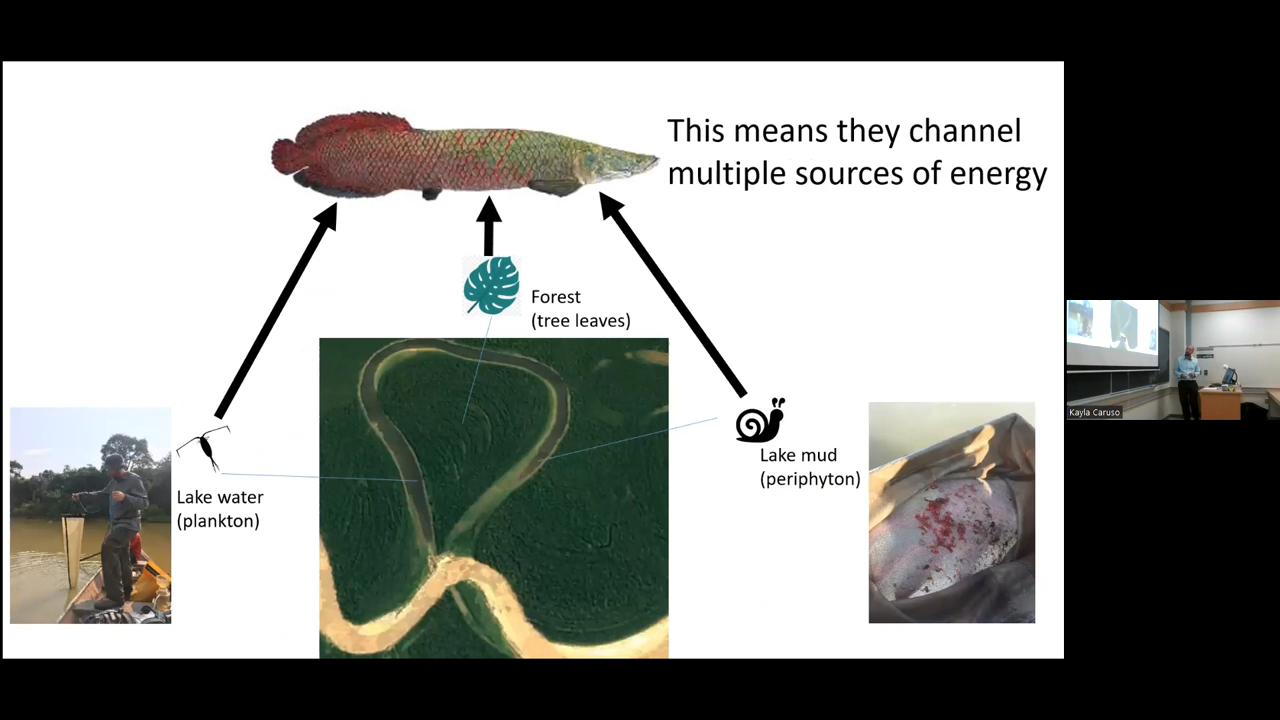 This means they channel
multiple sources of energy
Forest
(tree leaves)
Lake mud
(periphyton)
Lake water
(plankton)
Kayla Caruso